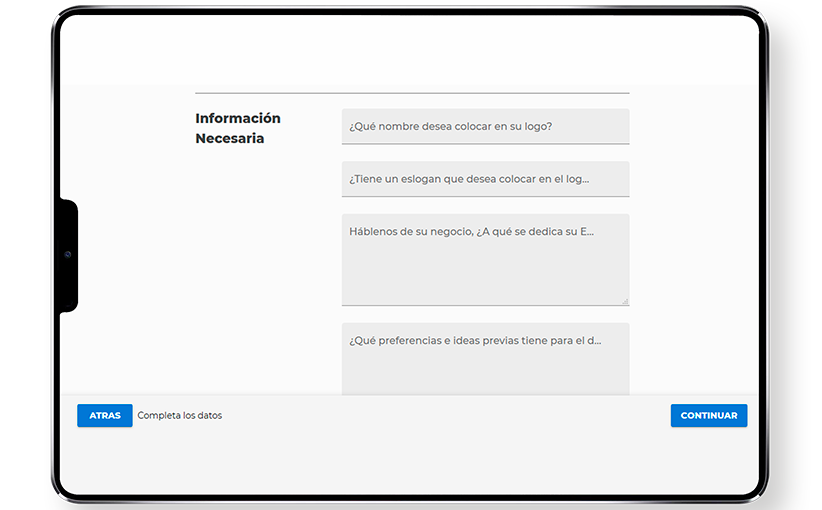 Información
Necesaria
¿Qué nombre desea colocar en su logo?
¿Tiene un eslogan que desea colocar en el log...
Háblenos de su negocio, ¿A qué se dedica su E...
¿Qué preferencias e ideas previas tiene para el d...
ATRAS Completa los datos CONTINUAR